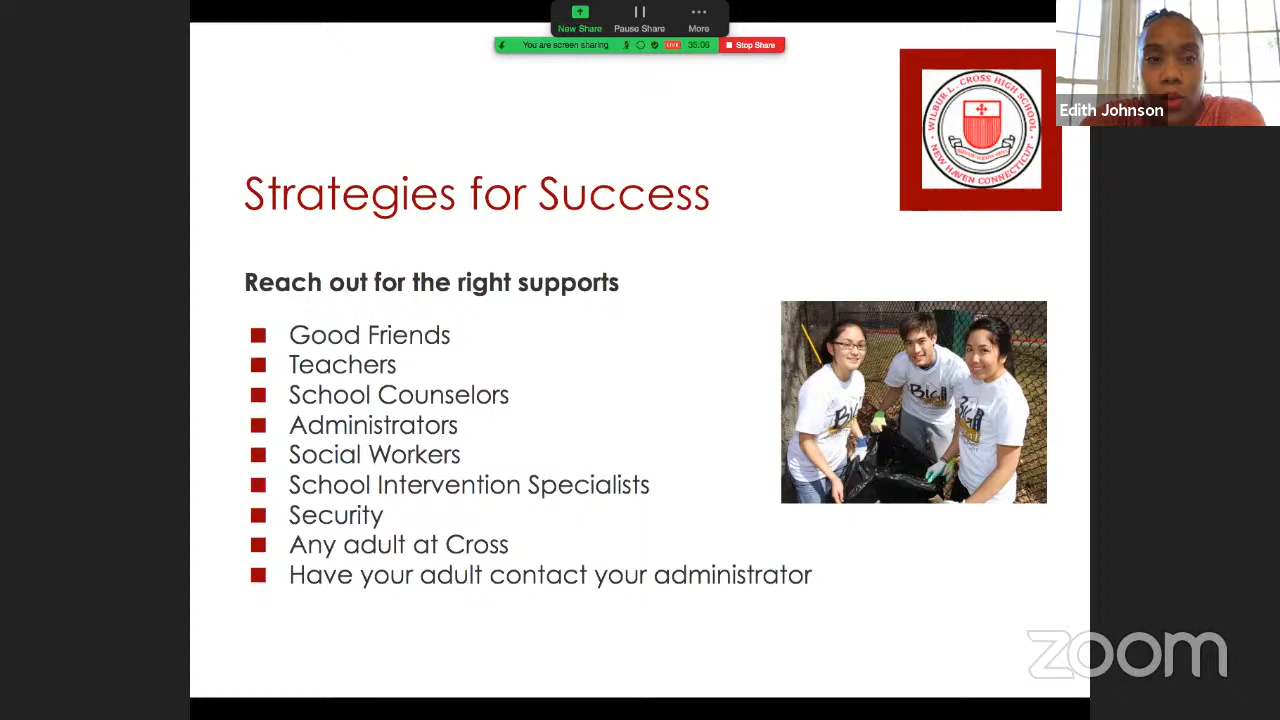 New Share
Pause Share
More
You are screen sharing
LIVE
35:06
Stop Share
Edith Johnson
WILBUR L. CROSS HIGH SCHOOL
NEW HAVEN CONNECTICUT
Strategies for Success
Reach out for the right supports
Good Friends
Teachers
School Counselors
Administrators
Social Workers
School Intervention Specialists
Security
Any adult at Cross
Have your adult contact your administrator
zoom